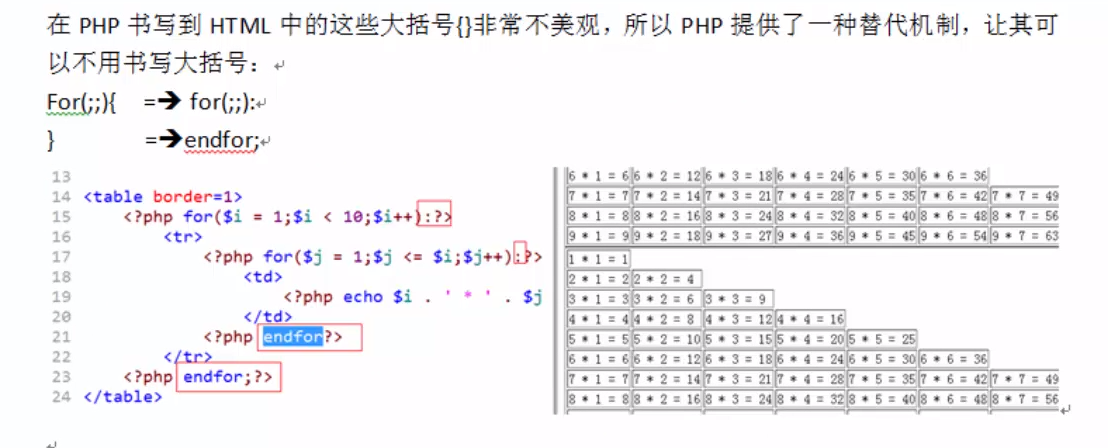 在 PHP 书写到 HTML 中的这些大括号{}非常不美观，所以 PHP 提供了一种替代机制，让其可
以不用书写大括号：
For(;;){ =➔ for(;;):
} =➔endfor;
13
14 <table border=1>
15 <?php for($i = 1;$i < 10;$i++):?>
16 <tr>
17 <?php for($j = 1;$j <= $i;$j++):?>
18 <td>
19 <?php echo $i . ' * ' . $j
20 </td>
21 <?php endfor?>
22 </tr>
23 <?php endfor;?>
24 </table>
6 * 1 = 6 6 * 2 = 12 6 * 3 = 18 6 * 4 = 24 6 * 5 = 30 6 * 6 = 36
7 * 1 = 7 7 * 2 = 14 7 * 3 = 21 7 * 4 = 28 7 * 5 = 35 7 * 6 = 42 7 * 7 = 49
8 * 1 = 8 8 * 2 = 16 8 * 3 = 24 8 * 4 = 32 8 * 5 = 40 8 * 6 = 48 8 * 7 = 56
9 * 1 = 9 9 * 2 = 18 9 * 3 = 27 9 * 4 = 36 9 * 5 = 45 9 * 6 = 54 9 * 7 = 63
1 * 1 = 1
2 * 1 = 2 2 * 2 = 4
3 * 1 = 3 3 * 2 = 6 3 * 3 = 9
4 * 1 = 4 4 * 2 = 8 4 * 3 = 12 4 * 4 = 16
5 * 1 = 5 5 * 2 = 10 5 * 3 = 15 5 * 4 = 20 5 * 5 = 25
6 * 1 = 6 6 * 2 = 12 6 * 3 = 18 6 * 4 = 24 6 * 5 = 30 6 * 6 = 36
7 * 1 = 7 7 * 2 = 14 7 * 3 = 21 7 * 4 = 28 7 * 5 = 35 7 * 6 = 42 7 * 7 = 49
8 * 1 = 8 8 * 2 = 16 8 * 3 = 24 8 * 4 = 32 8 * 5 = 40 8 * 6 = 48 8 * 7 = 56